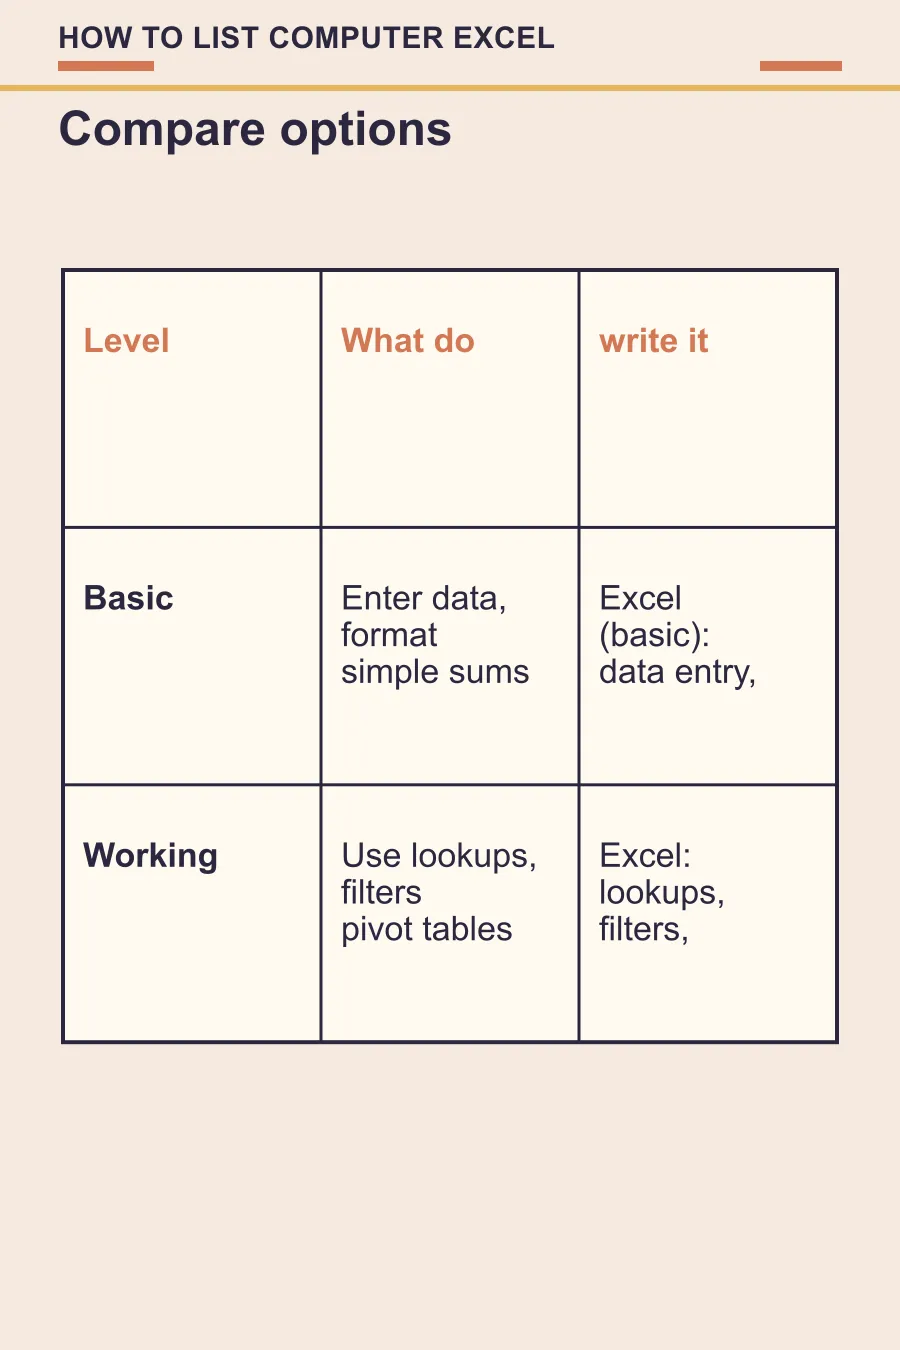 HOW TO LIST COMPUTER EXCEL
Compare options
Level
What do
write it
Basic
Enter data,
format
simple sums
Excel
(basic):
data entry,
Working
Use lookups,
filters
pivot tables
Excel:
lookups,
filters,